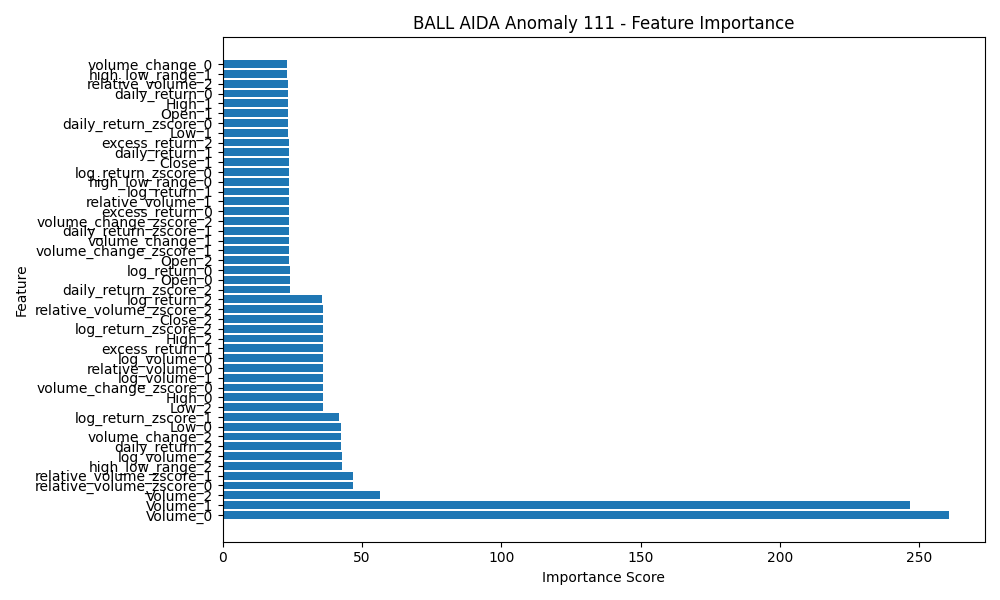 BALL AIDA Anomaly 111 - Feature Importance
volume_change_0
high_low_range_1
relative_volume_2
daily_return_0
High_1
Open_1
daily_return_zscore_0
Low_1
excess_return_2
daily_return_1
Close_1
log_return_zscore_0
high_low_range_0
log_return_1
relative_volume_1
excess_return_0
volume_change_zscore_2
daily_return_zscore_1
volume_change_1
volume_change_zscore_1
Open_2
log_return_0
Open_0
daily_return_zscore_2
log_return_2
relative_volume_zscore_2
Close_2
log_return_zscore_2
High_2
excess_return_1
log_volume_0
relative_volume_0
log_volume_1
volume_change_zscore_0
High_0
Low_2
log_return_zscore_1
Low_0
volume_change_2
daily_return_2
log_volume_2
high_low_range_2
relative_volume_zscore_1
relative_volume_zscore_0
Volume_2
Volume_1
Volume_0
Feature
0 50 100 150 200 250
Importance Score